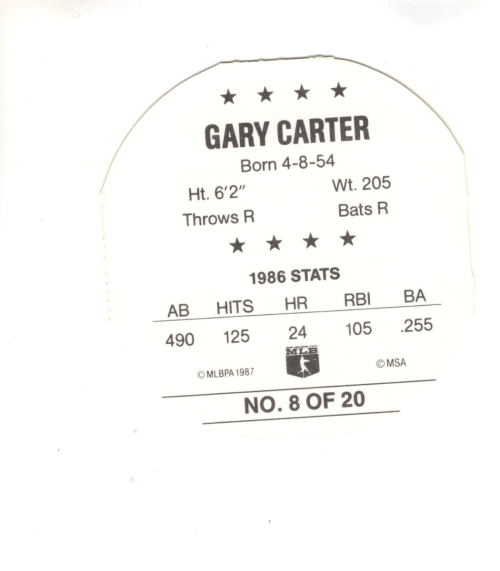 ★ ★ ★ ★
GARY CARTER
Born 4-8-54
Ht. 6'2" Wt. 205
Throws R Bats R
★ ★ ★ ★
1986 STATS
AB HITS HR RBI BA
490 125 24 105 .255
MLB
© MLBPA 1987 © MSA
NO. 8 OF 20